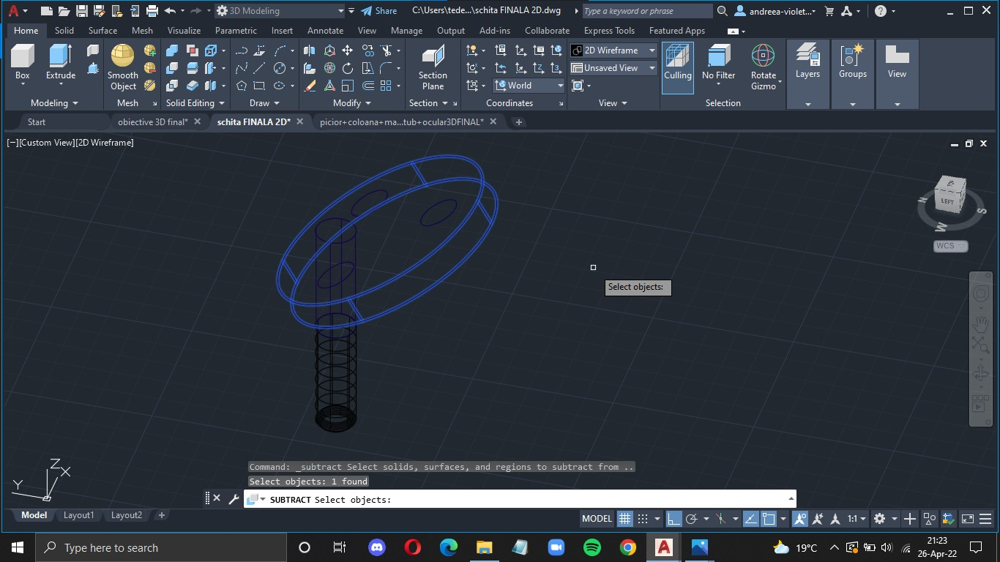 3D Modeling Share C:\Users\tede...\schita FINALA 2D.dwg Type a keyword or phrase andreea-violet...
Home Solid Surface Mesh Visualize Parametric Insert Annotate View Manage Output Add-ins Collaborate Express Tools Featured Apps
Box Extrude Smooth Object Section Plane World 2D Wireframe Unsaved View Culling No Filter Rotate Gizmo Layers Groups View
Modeling Mesh Solid Editing Draw Modify Section Coordinates View Selection
Start obiective 3D final* schita FINALA 2D* picior+coloana+ma...tub+ocular3DFINAL*
[−][Custom View][2D Wireframe]
N LEFT S
W
WCS
Select objects:
Z
X
Y
Command: _subtract Select solids, surfaces, and regions to subtract from ..
Select objects: 1 found
SUBTRACT Select objects:
Model Layout1 Layout2 + MODEL 1:1
Type here to search 19°C 21:23
26-Apr-22